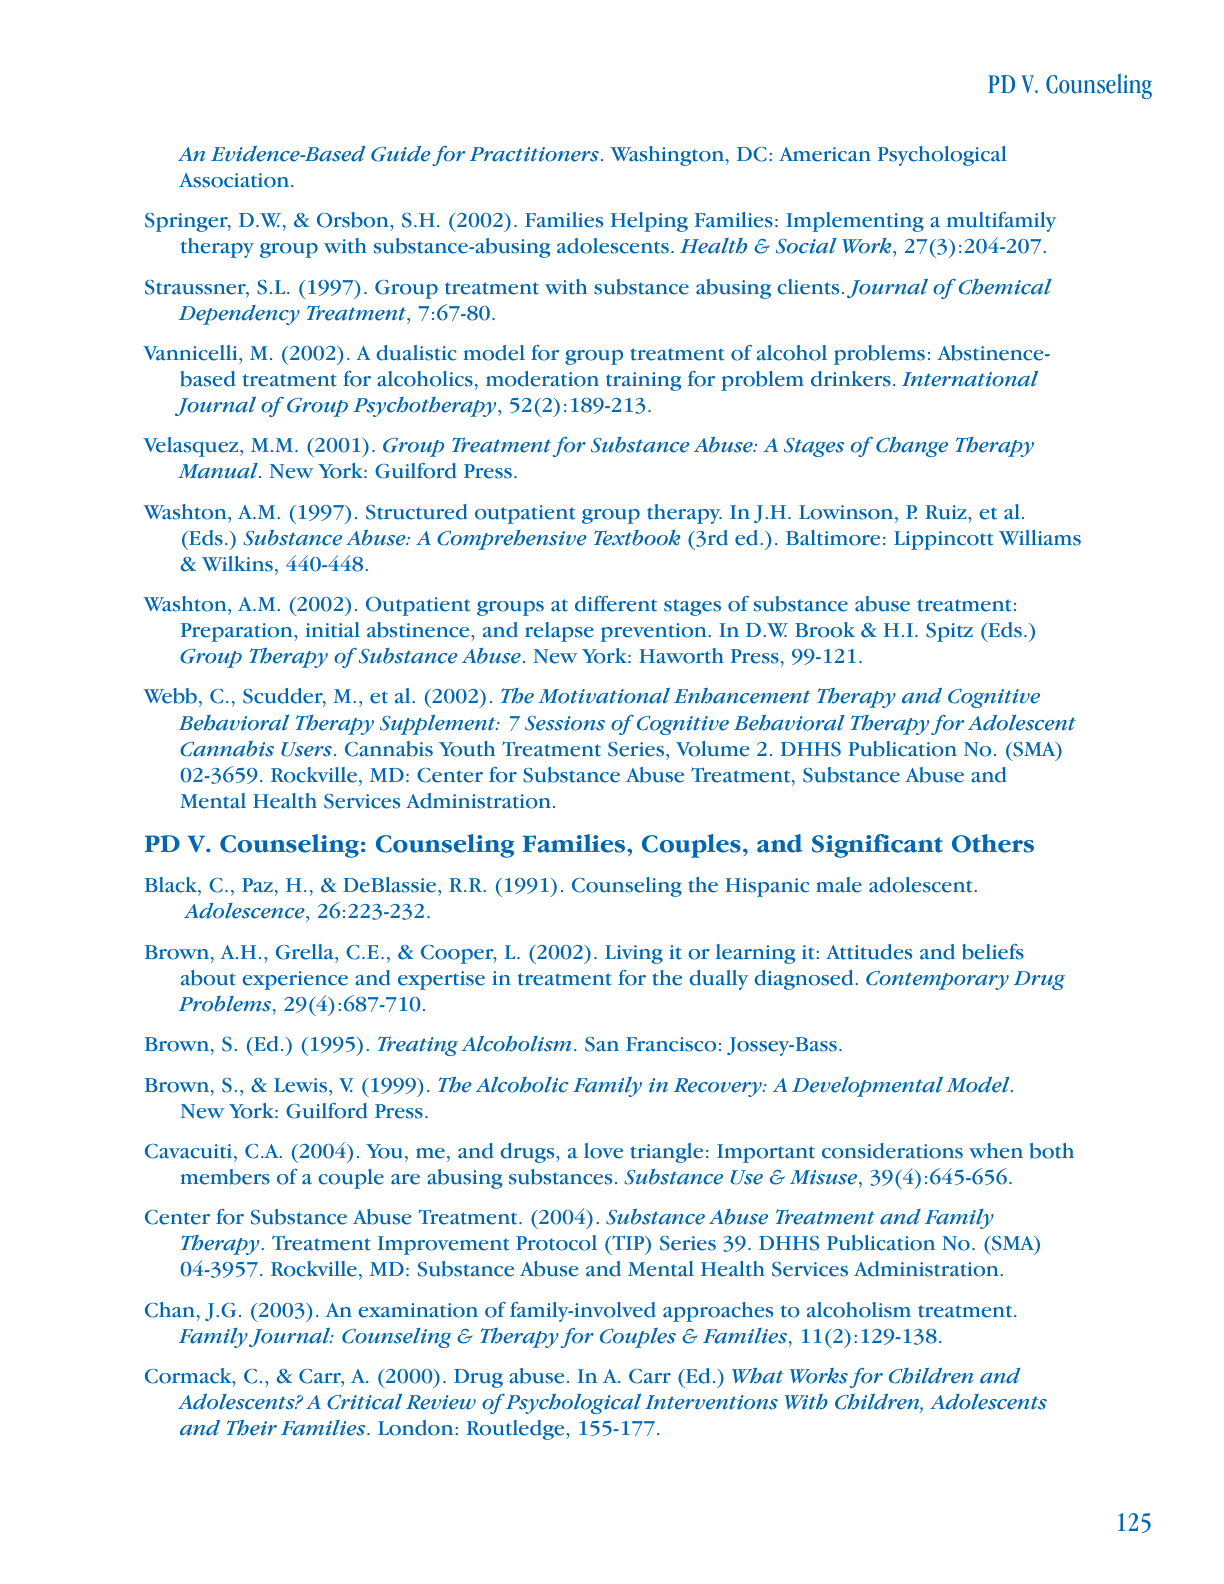 PD V. Counseling
An Evidence-Based Guide for Practitioners. Washington, DC: American Psychological
Association.
Springer, D.W., & Orsbon, S.H. (2002). Families Helping Families: Implementing a multifamily
therapy group with substance-abusing adolescents. Health & Social Work, 27(3):204-207.
Straussner, S.L. (1997). Group treatment with substance abusing clients. Journal of Chemical
Dependency Treatment, 7:67-80.
Vannicelli, M. (2002). A dualistic model for group treatment of alcohol problems: Abstinence-
based treatment for alcoholics, moderation training for problem drinkers. International
Journal of Group Psychotherapy, 52(2):189-213.
Velasquez, M.M. (2001). Group Treatment for Substance Abuse: A Stages of Change Therapy
Manual. New York: Guilford Press.
Washton, A.M. (1997). Structured outpatient group therapy. In J.H. Lowinson, P. Ruiz, et al.
(Eds.) Substance Abuse: A Comprehensive Textbook (3rd ed.). Baltimore: Lippincott Williams
& Wilkins, 440-448.
Washton, A.M. (2002). Outpatient groups at different stages of substance abuse treatment:
Preparation, initial abstinence, and relapse prevention. In D.W. Brook & H.I. Spitz (Eds.)
Group Therapy of Substance Abuse. New York: Haworth Press, 99-121.
Webb, C., Scudder, M., et al. (2002). The Motivational Enhancement Therapy and Cognitive
Behavioral Therapy Supplement: 7 Sessions of Cognitive Behavioral Therapy for Adolescent
Cannabis Users. Cannabis Youth Treatment Series, Volume 2. DHHS Publication No. (SMA)
02-3659. Rockville, MD: Center for Substance Abuse Treatment, Substance Abuse and
Mental Health Services Administration.
PD V. Counseling: Counseling Families, Couples, and Significant Others
Black, C., Paz, H., & DeBlassie, R.R. (1991). Counseling the Hispanic male adolescent.
Adolescence, 26:223-232.
Brown, A.H., Grella, C.E., & Cooper, L. (2002). Living it or learning it: Attitudes and beliefs
about experience and expertise in treatment for the dually diagnosed. Contemporary Drug
Problems, 29(4):687-710.
Brown, S. (Ed.) (1995). Treating Alcoholism. San Francisco: Jossey-Bass.
Brown, S., & Lewis, V. (1999). The Alcoholic Family in Recovery: A Developmental Model.
New York: Guilford Press.
Cavacuiti, C.A. (2004). You, me, and drugs, a love triangle: Important considerations when both
members of a couple are abusing substances. Substance Use & Misuse, 39(4):645-656.
Center for Substance Abuse Treatment. (2004). Substance Abuse Treatment and Family
Therapy. Treatment Improvement Protocol (TIP) Series 39. DHHS Publication No. (SMA)
04-3957. Rockville, MD: Substance Abuse and Mental Health Services Administration.
Chan, J.G. (2003). An examination of family-involved approaches to alcoholism treatment.
Family Journal: Counseling & Therapy for Couples & Families, 11(2):129-138.
Cormack, C., & Carr, A. (2000). Drug abuse. In A. Carr (Ed.) What Works for Children and
Adolescents? A Critical Review of Psychological Interventions With Children, Adolescents
and Their Families. London: Routledge, 155-177.
125